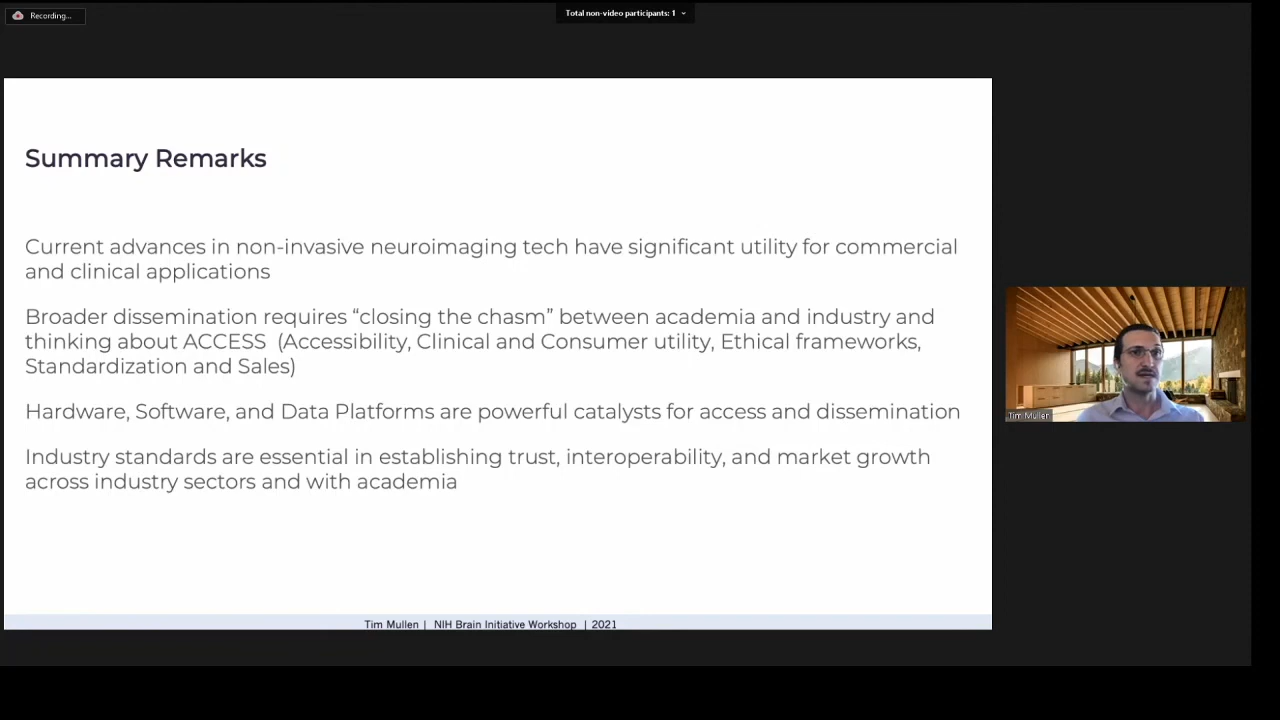 Recording...
Total non-video participants: 1
Summary Remarks
Current advances in non-invasive neuroimaging tech have significant utility for commercial
and clinical applications
Broader dissemination requires “closing the chasm” between academia and industry and
thinking about ACCESS (Accessibility, Clinical and Consumer utility, Ethical frameworks,
Standardization and Sales)
Hardware, Software, and Data Platforms are powerful catalysts for access and dissemination
Industry standards are essential in establishing trust, interoperability, and market growth
across industry sectors and with academia
Tim Mullen
Tim Mullen | NIH Brain Initiative Workshop | 2021